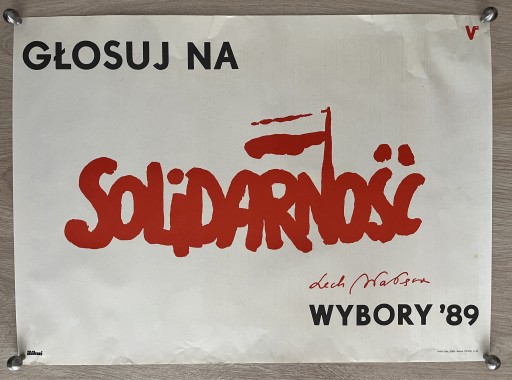 GŁOSUJ NA
SOLIDARNOŚĆ
Lech Wałęsa
WYBORY '89